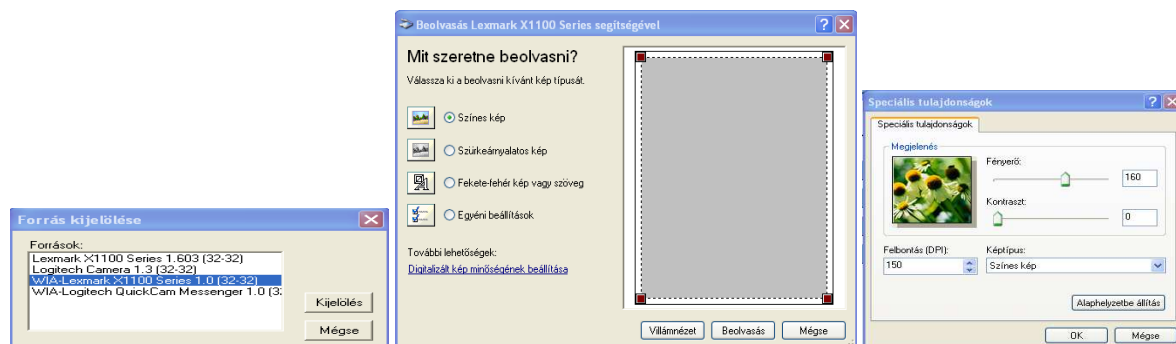 Forrás kijelölése
Források:
Lexmark X1100 Series 1.603 (32-32)
Logitech Camera 1.3 (32-32)
WIA-Lexmark X1100 Series 1.0 (32-32)
WIA-Logitech QuickCam Messenger 1.0 (3
Kijelölés
Mégse
Beolvasás Lexmark X1100 Series segítségével
Mit szeretne beolvasni?
Válassza ki a beolvasni kívánt kép típusát.
Színes kép
Szürkeárnyalatos kép
Fekete-fehér kép vagy szöveg
Egyéni beállítások
További lehetőségek:
Digitalizált kép minőségének beállítása
Villámnézet Beolvasás Mégse
Speciális tulajdonságok
Speciális tulajdonságok
Megjelenés
Fényerő:
160
Kontraszt:
0
Felbontás (DPI): Képtípus:
150 Színes kép
Alaphelyzetbe állítás
OK Mégse